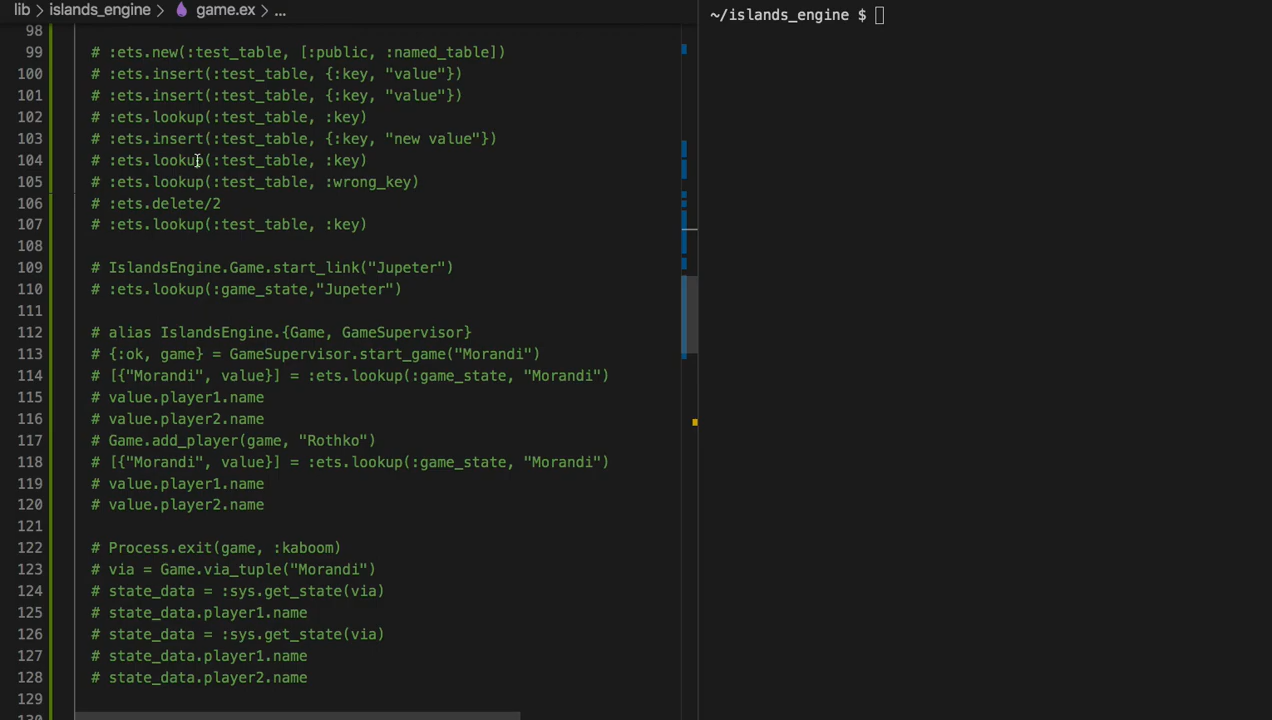 lib > islands_engine > game.ex > ...
98
99 # :ets.new(:test_table, [:public, :named_table])
100 # :ets.insert(:test_table, {:key, "value"})
101 # :ets.insert(:test_table, {:key, "value"})
102 # :ets.lookup(:test_table, :key)
103 # :ets.insert(:test_table, {:key, "new value"})
104 # :ets.lookup(:test_table, :key)
105 # :ets.lookup(:test_table, :wrong_key)
106 # :ets.delete/2
107 # :ets.lookup(:test_table, :key)
108
109 # IslandsEngine.Game.start_link("Jupeter")
110 # :ets.lookup(:game_state,"Jupeter")
111
112 # alias IslandsEngine.{Game, GameSupervisor}
113 # {:ok, game} = GameSupervisor.start_game("Morandi")
114 # [{"Morandi", value}] = :ets.lookup(:game_state, "Morandi")
115 # value.player1.name
116 # value.player2.name
117 # Game.add_player(game, "Rothko")
118 # [{"Morandi", value}] = :ets.lookup(:game_state, "Morandi")
119 # value.player1.name
120 # value.player2.name
121
122 # Process.exit(game, :kaboom)
123 # via = Game.via_tuple("Morandi")
124 # state_data = :sys.get_state(via)
125 # state_data.player1.name
126 # state_data = :sys.get_state(via)
127 # state_data.player1.name
128 # state_data.player2.name
129
130
~/islands_engine $